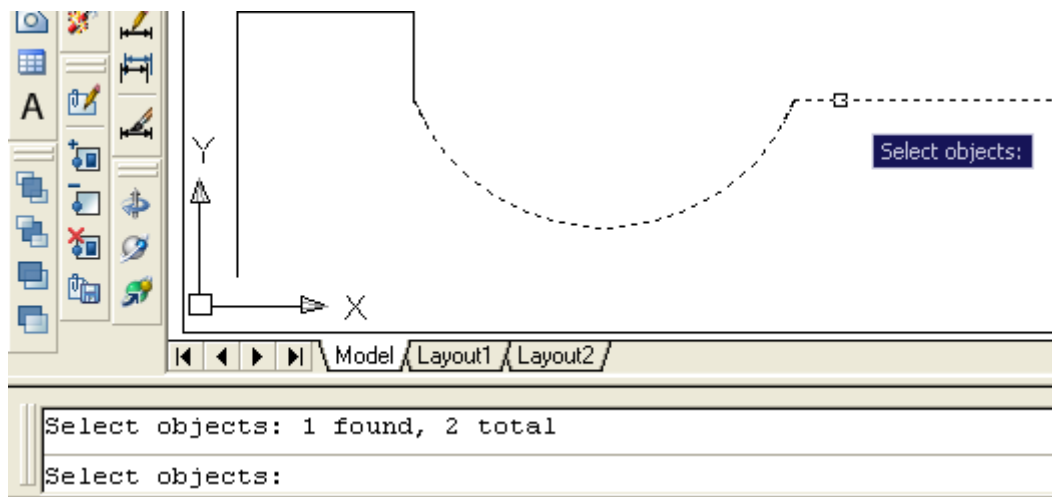 A
Y
Select objects:
X
Model Layout1 Layout2
Select objects: 1 found, 2 total
Select objects: